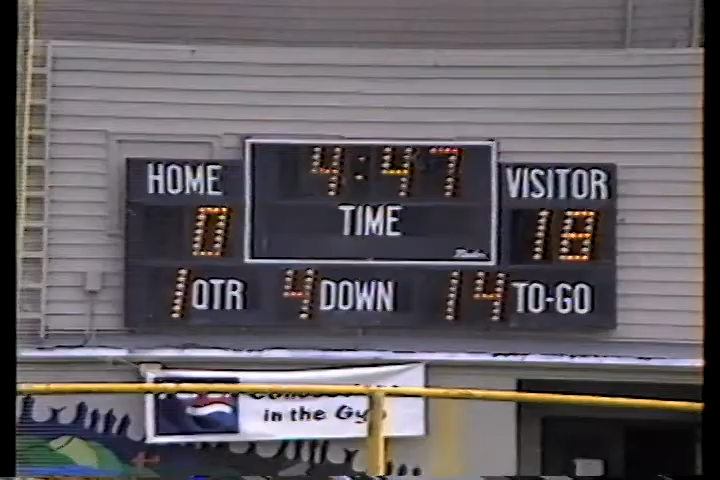 4:47
HOME
VISITOR
0
TIME
18
1 QTR 4 DOWN 14 TO-GO
in the Gym